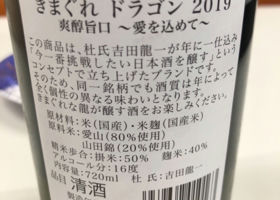 きまぐれ ドラゴン 2019
爽醇旨口 ～愛を込めて～
この商品は、杜氏吉田龍一が年に一仕込み
「今一番挑戦したい日本酒を醸す」という
コンセプトで立ち上げたブランドです。
そのため、同一銘柄でも酒質は年によって
全く個性の異なる味わいとなります。
きまぐれな龍が醸す酒をお楽しみください。
原材料:米(国産)・米麹(国産米)
原料米:愛山(80%使用)
山田錦(20%使用)
精米歩合:掛米:50% 麹米:40%
アルコール分:16度
内容量:720ml 杜 氏:吉田龍一
品目 清酒